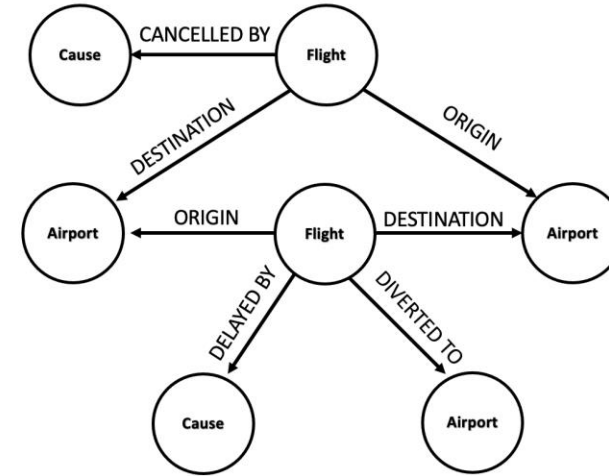 Cause
CANCELLED BY
Flight
DESTINATION
ORIGIN
Airport
ORIGIN
Flight
DESTINATION
Airport
DELAYED BY
DIVERTED TO
Cause
Airport